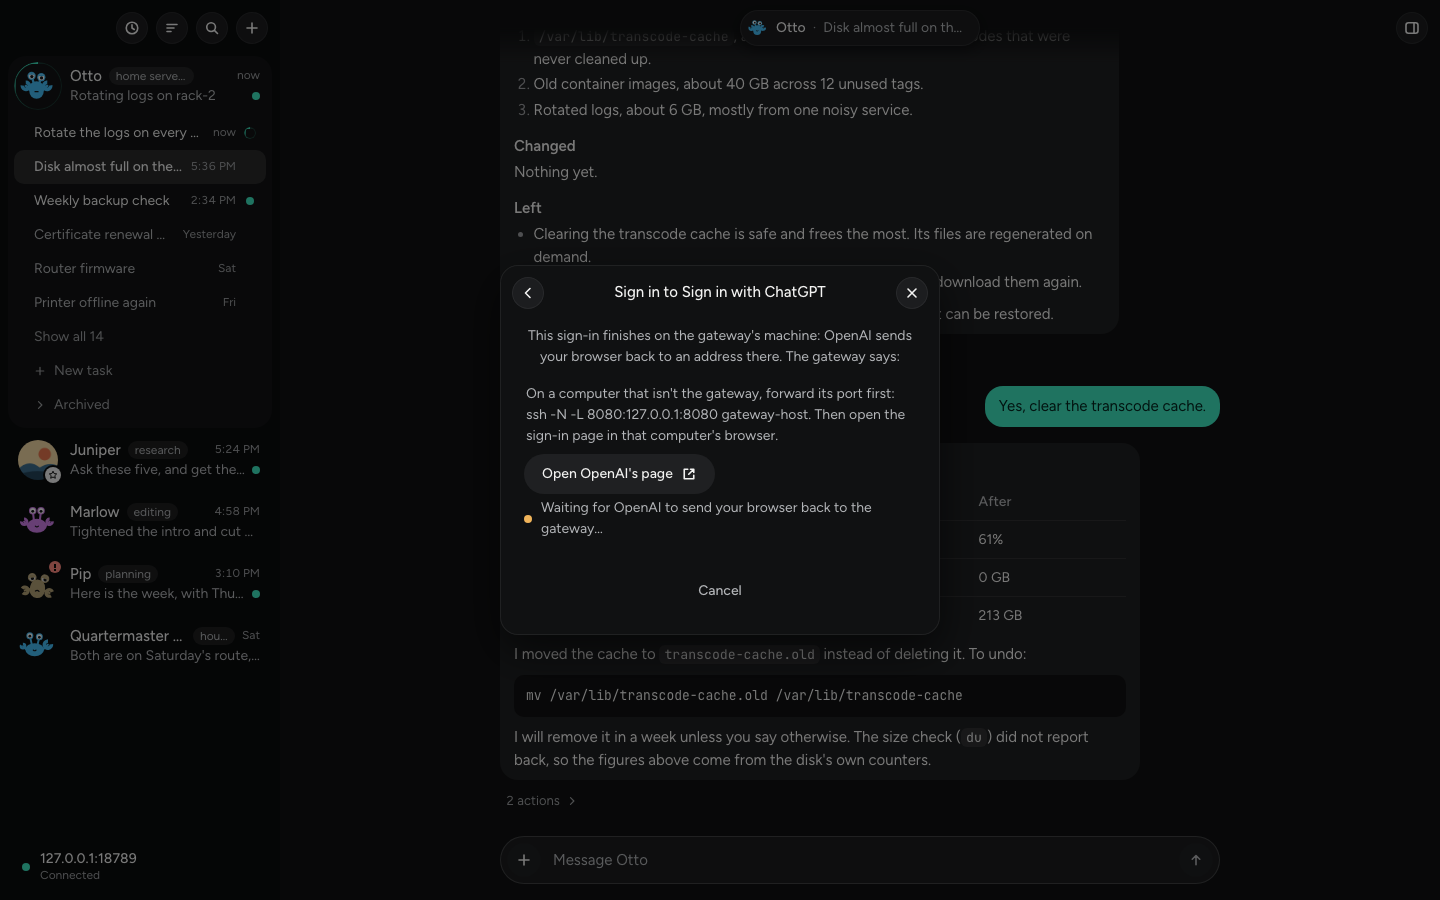 Otto home serve... now
Rotating logs on rack-2
Rotate the logs on every ... now
Disk almost full on the... 5:36 PM
Weekly backup check 2:34 PM
Certificate renewal ... Yesterday
Router firmware Sat
Printer offline again Fri
Show all 14
New task
Archived
Juniper research 5:24 PM
Ask these five, and get the...
Marlow editing 4:58 PM
Tightened the intro and cut ...
Pip planning 3:10 PM
Here is the week, with Thu...
Quartermaster ... hou... Sat
Both are on Saturday's route,...
127.0.0.1:18789
Connected
Otto · Disk almost full on th...
1. /var/lib/transcode-cache, that were
never cleaned up.
2. Old container images, about 40 GB across 12 unused tags.
3. Rotated logs, about 6 GB, mostly from one noisy service.
Changed
Nothing yet.
Left
• Clearing the transcode cache is safe and frees the most. Its files are regenerated on
demand.
download them again.
can be restored.
Sign in to Sign in with ChatGPT
This sign-in finishes on the gateway's machine: OpenAI sends
your browser back to an address there. The gateway says:
On a computer that isn't the gateway, forward its port first:
ssh -N -L 8080:127.0.0.1:8080 gateway-host. Then open the
sign-in page in that computer's browser.
Open OpenAI's page
Waiting for OpenAI to send your browser back to the
gateway...
Cancel
Yes, clear the transcode cache.
After
61%
0 GB
213 GB
I moved the cache to transcode-cache.old instead of deleting it. To undo:
mv /var/lib/transcode-cache.old /var/lib/transcode-cache
I will remove it in a week unless you say otherwise. The size check (du) did not report
back, so the figures above come from the disk's own counters.
2 actions
Message Otto